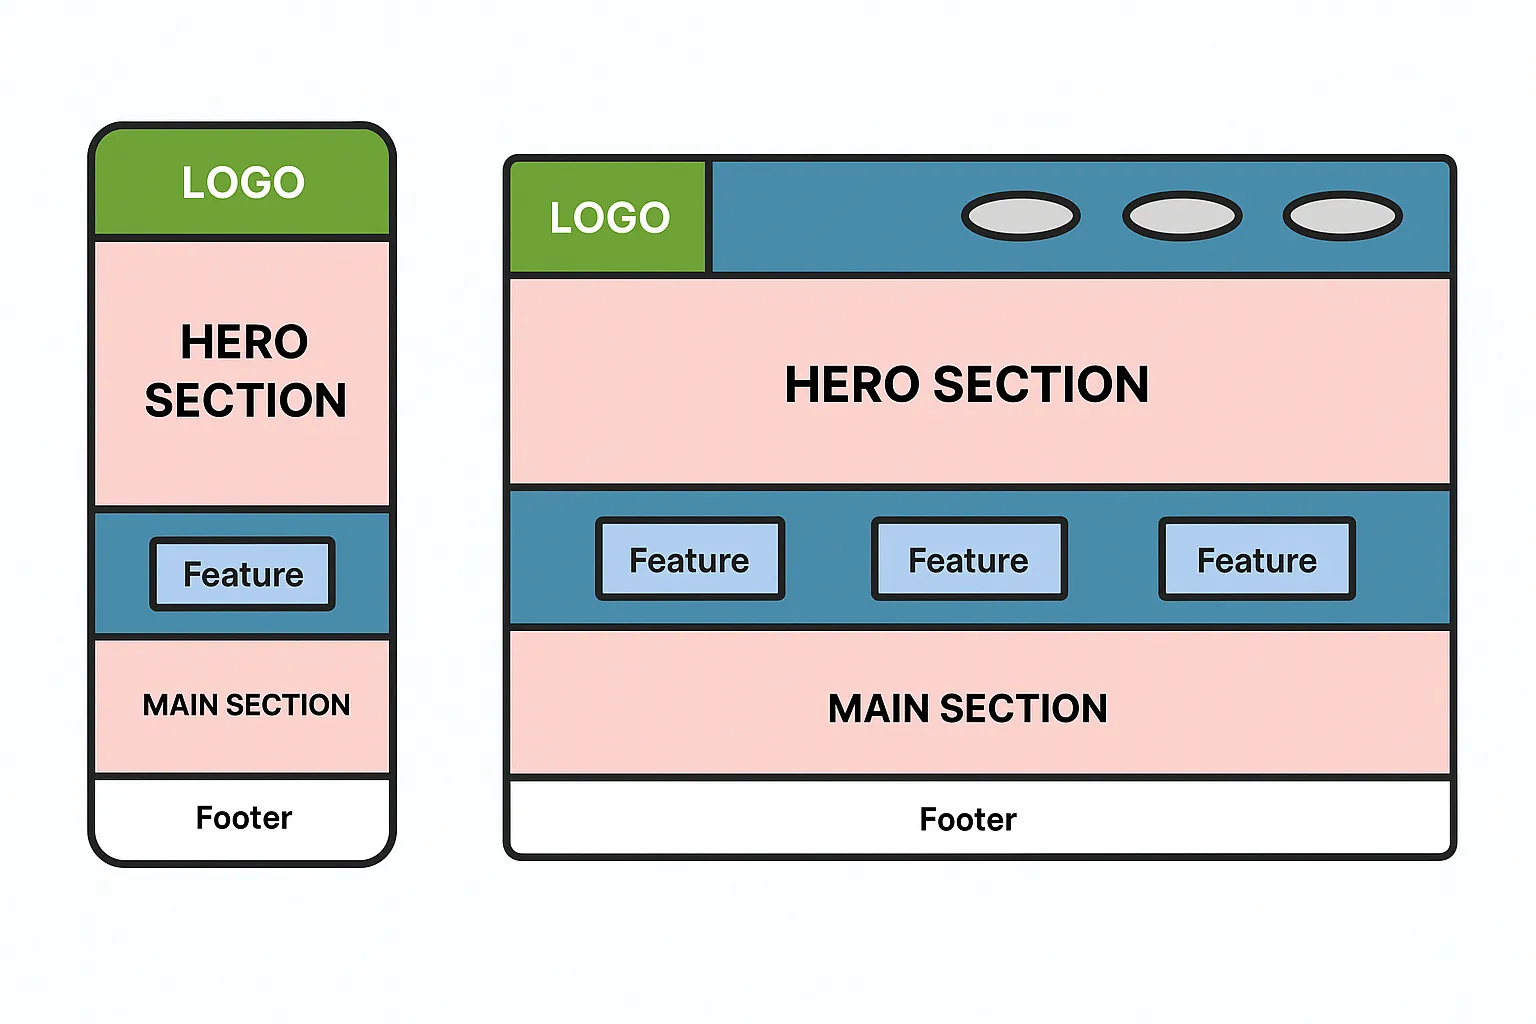 LOGO
HERO
SECTION
Feature
MAIN SECTION
Footer
LOGO
HERO SECTION
Feature
Feature
Feature
MAIN SECTION
Footer